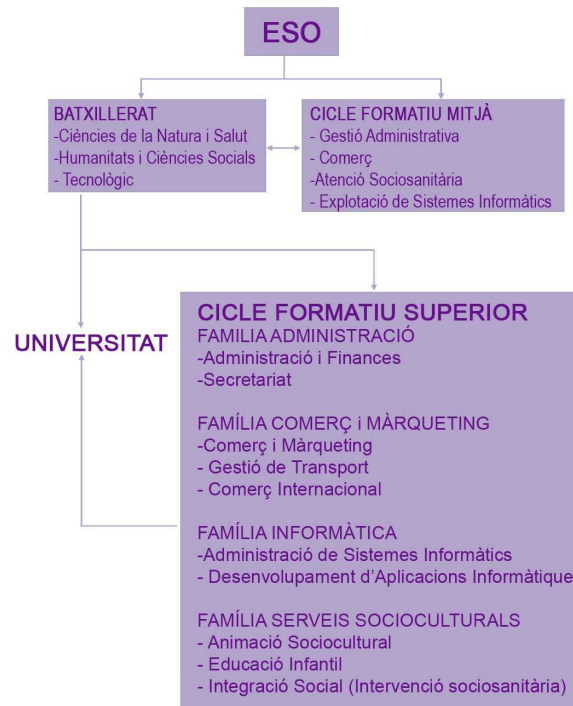 ESO
BATXILLERAT
-Ciències de la Natura i Salut
-Humanitats i Ciències Socials
- Tecnològic
CICLE FORMATIU MITJÀ
- Gestió Administrativa
- Comerç
-Atenció Sociosanitària
- Explotació de Sistemes Informàtics
UNIVERSITAT
CICLE FORMATIU SUPERIOR
FAMILIA ADMINISTRACIÓ
-Administració i Finances
-Secretariat
FAMÍLIA COMERÇ i MÀRQUETING
-Comerç i Màrqueting
- Gestió de Transport
- Comerç Internacional
FAMÍLIA INFORMÀTICA
-Administració de Sistemes Informàtics
- Desenvolupament d'Aplicacions Informàtique
FAMÍLIA SERVEIS SOCIOCULTURALS
- Animació Sociocultural
- Educació Infantil
- Integració Social (Intervenció sociosanitària)